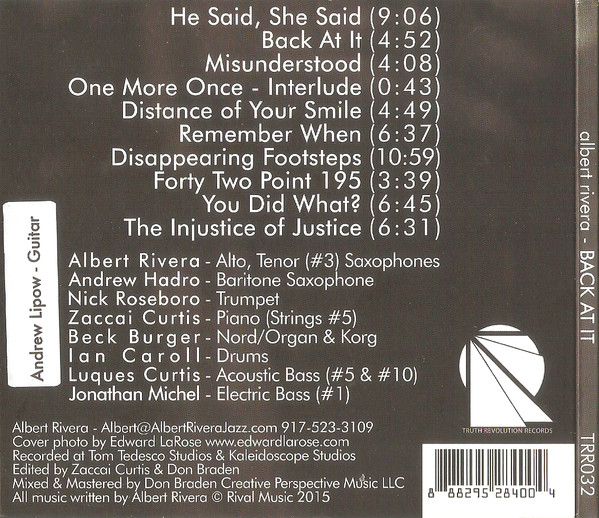 He Said, She Said (9:06)
Back At It (4:52)
Misunderstood (4:08)
One More Once - Interlude (0:43)
Distance of Your Smile (4:49)
Remember When (6:37)
Disappearing Footsteps (10:59)
Forty Two Point 195 (3:39)
You Did What? (6:45)
The Injustice of Justice (6:31)
Andrew Lipow - Guitar
Albert Rivera - Alto, Tenor (#3) Saxophones
Andrew Hadro - Baritone Saxophone
Nick Roseboro - Trumpet
Zaccai Curtis - Piano (Strings #5)
Beck Burger - Nord/Organ & Korg
Ian Caroll - Drums
Luques Curtis - Acoustic Bass (#5 & #10)
Jonathan Michel - Electric Bass (#1)
Albert Rivera - Albert@AlbertRiveraJazz.com 917-523-3109
Cover photo by Edward LaRose www.edwardlarose.com
Recorded at Tom Tedesco Studios & Kaleidoscope Studios
Edited by Zaccai Curtis & Don Braden
Mixed & Mastered by Don Braden Creative Perspective Music LLC
All music written by Albert Rivera © Rival Music 2015
TRUTH REVOLUTION RECORDS
8 88295 28400 4
albert rivera - BACK AT IT
TRR032